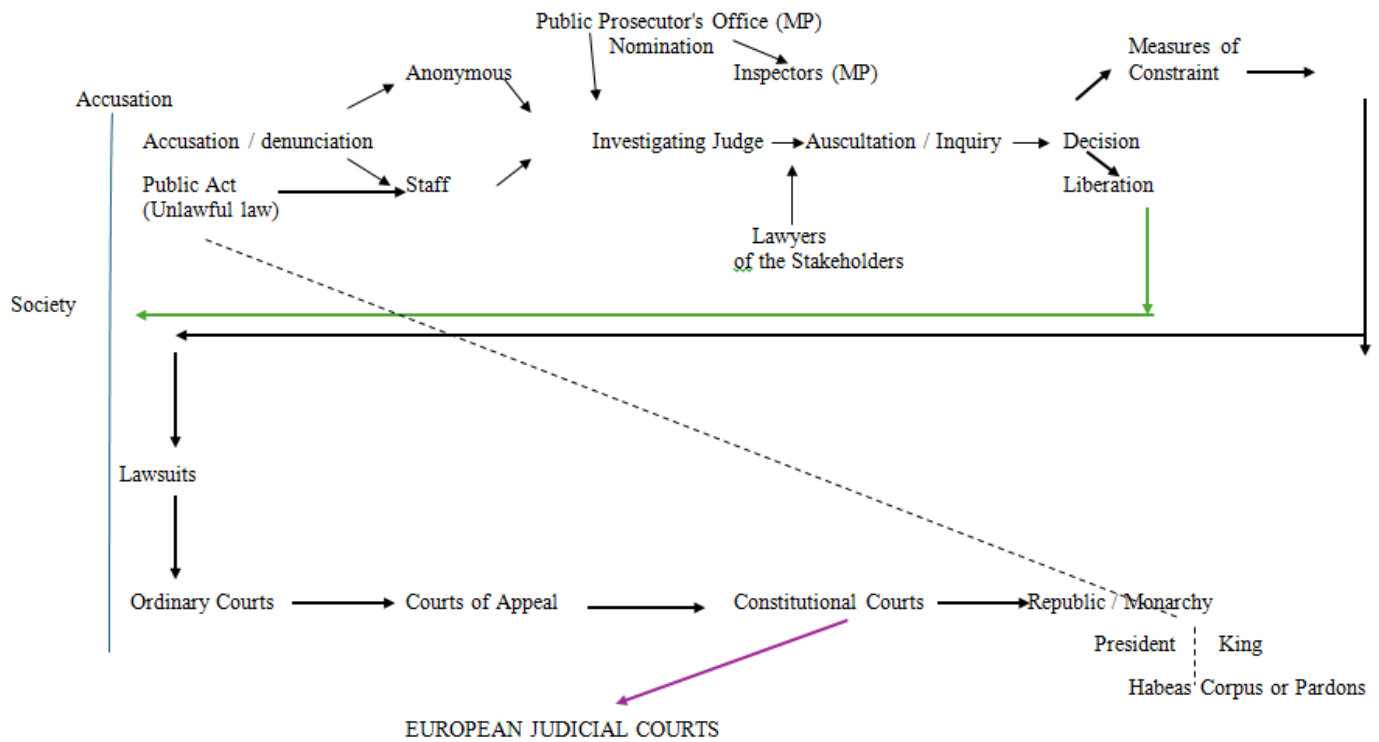 Public Prosecutor's Office (MP)
Nomination
Inspectors (MP)
Measures of
Constraint
Anonymous
Accusation
Accusation / denunciation
Investigating Judge
Auscultation / Inquiry
Decision
Public Act
(Unlawful law)
Staff
Liberation
Lawyers
of the Stakeholders
Society
Lawsuits
Ordinary Courts
Courts of Appeal
Constitutional Courts
Republic / Monarchy
President
King
Habeas Corpus or Pardons
EUROPEAN JUDICIAL COURTS